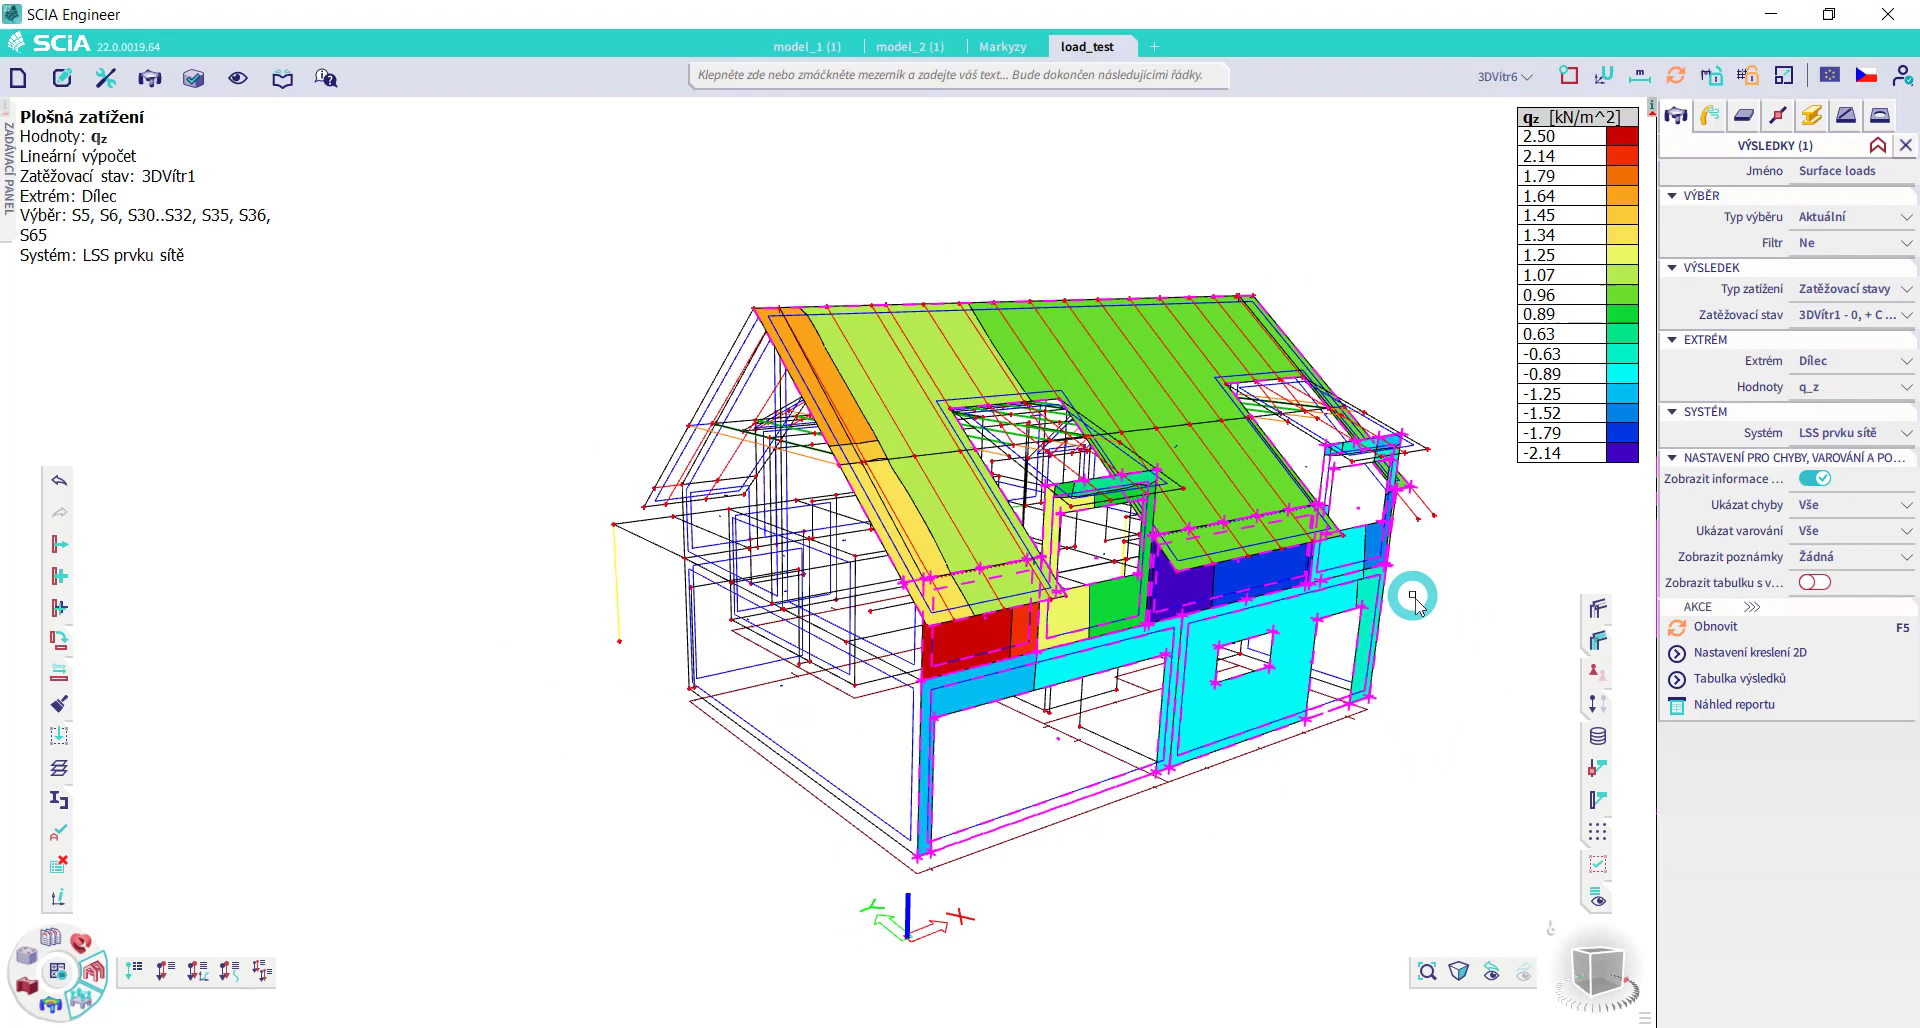 SCIA Engineer
SCIA 22.0.0019.64
model_1 (1)
model_2 (1)
Markyzy
load_test
Klepněte zde nebo zmáčkněte mezerník a zadejte váš text... Bude dokončen následujícími řádky.
3DVítr6
ZADÁVACÍ PANEL
Plošná zatížení
Hodnoty: qz
Lineární výpočet
Zatěžovací stav: 3DVítr1
Extrém: Dílec
Výběr: S5, S6, S30..S32, S35, S36,
S65
Systém: LSS prvku sítě
qz [kN/m^2]
2.50
2.14
1.79
1.64
1.45
1.34
1.25
1.07
0.96
0.89
0.63
-0.63
-0.89
-1.25
-1.52
-1.79
-2.14
Y
X
VÝSLEDKY (1)
Jméno Surface loads
VÝBĚR
Typ výběru Aktuální
Filtr Ne
VÝSLEDEK
Typ zatížení Zatěžovací stavy
Zatěžovací stav 3DVítr1 - 0, + C ...
EXTRÉM
Extrém Dílec
Hodnoty q_z
SYSTÉM
Systém LSS prvku sítě
NASTAVENÍ PRO CHYBY, VAROVÁNÍ A PO...
Zobrazit informace ...
Ukázat chyby Vše
Ukázat varování Vše
Zobrazit poznámky Žádná
Zobrazit tabulku s v...
AKCE >>>
Obnovit F5
Nastavení kreslení 2D
Tabulka výsledků
Náhled reportu